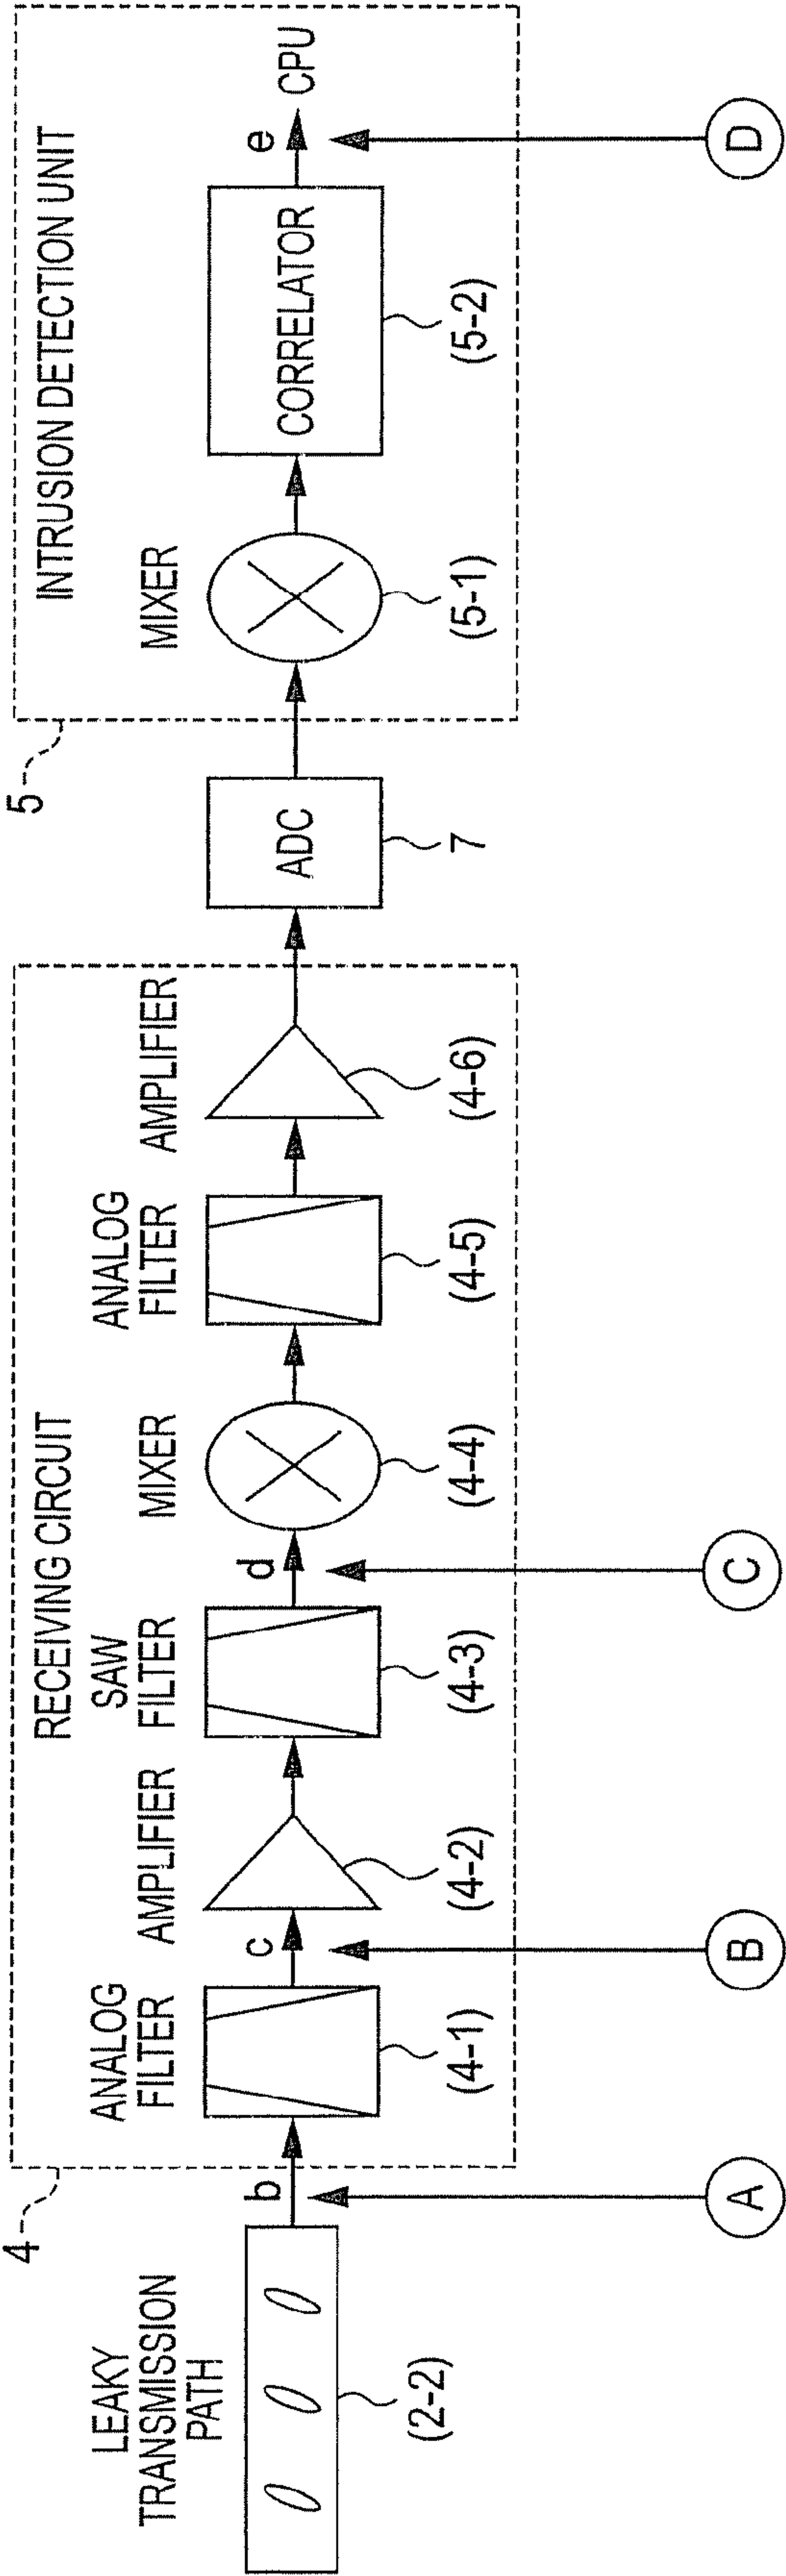 4
RECEIVING CIRCUIT
5
INTRUSION DETECTION UNIT
LEAKY
TRANSMISSION
PATH
ANALOG
FILTER
AMPLIFIER
SAW
FILTER
MIXER
ANALOG
FILTER
AMPLIFIER
MIXER
b
c
d
ADC
CORRELATOR
e
CPU
(2-2)
(4-1)
(4-2)
(4-3)
(4-4)
(4-5)
(4-6)
7
(5-1)
(5-2)
A
B
C
D